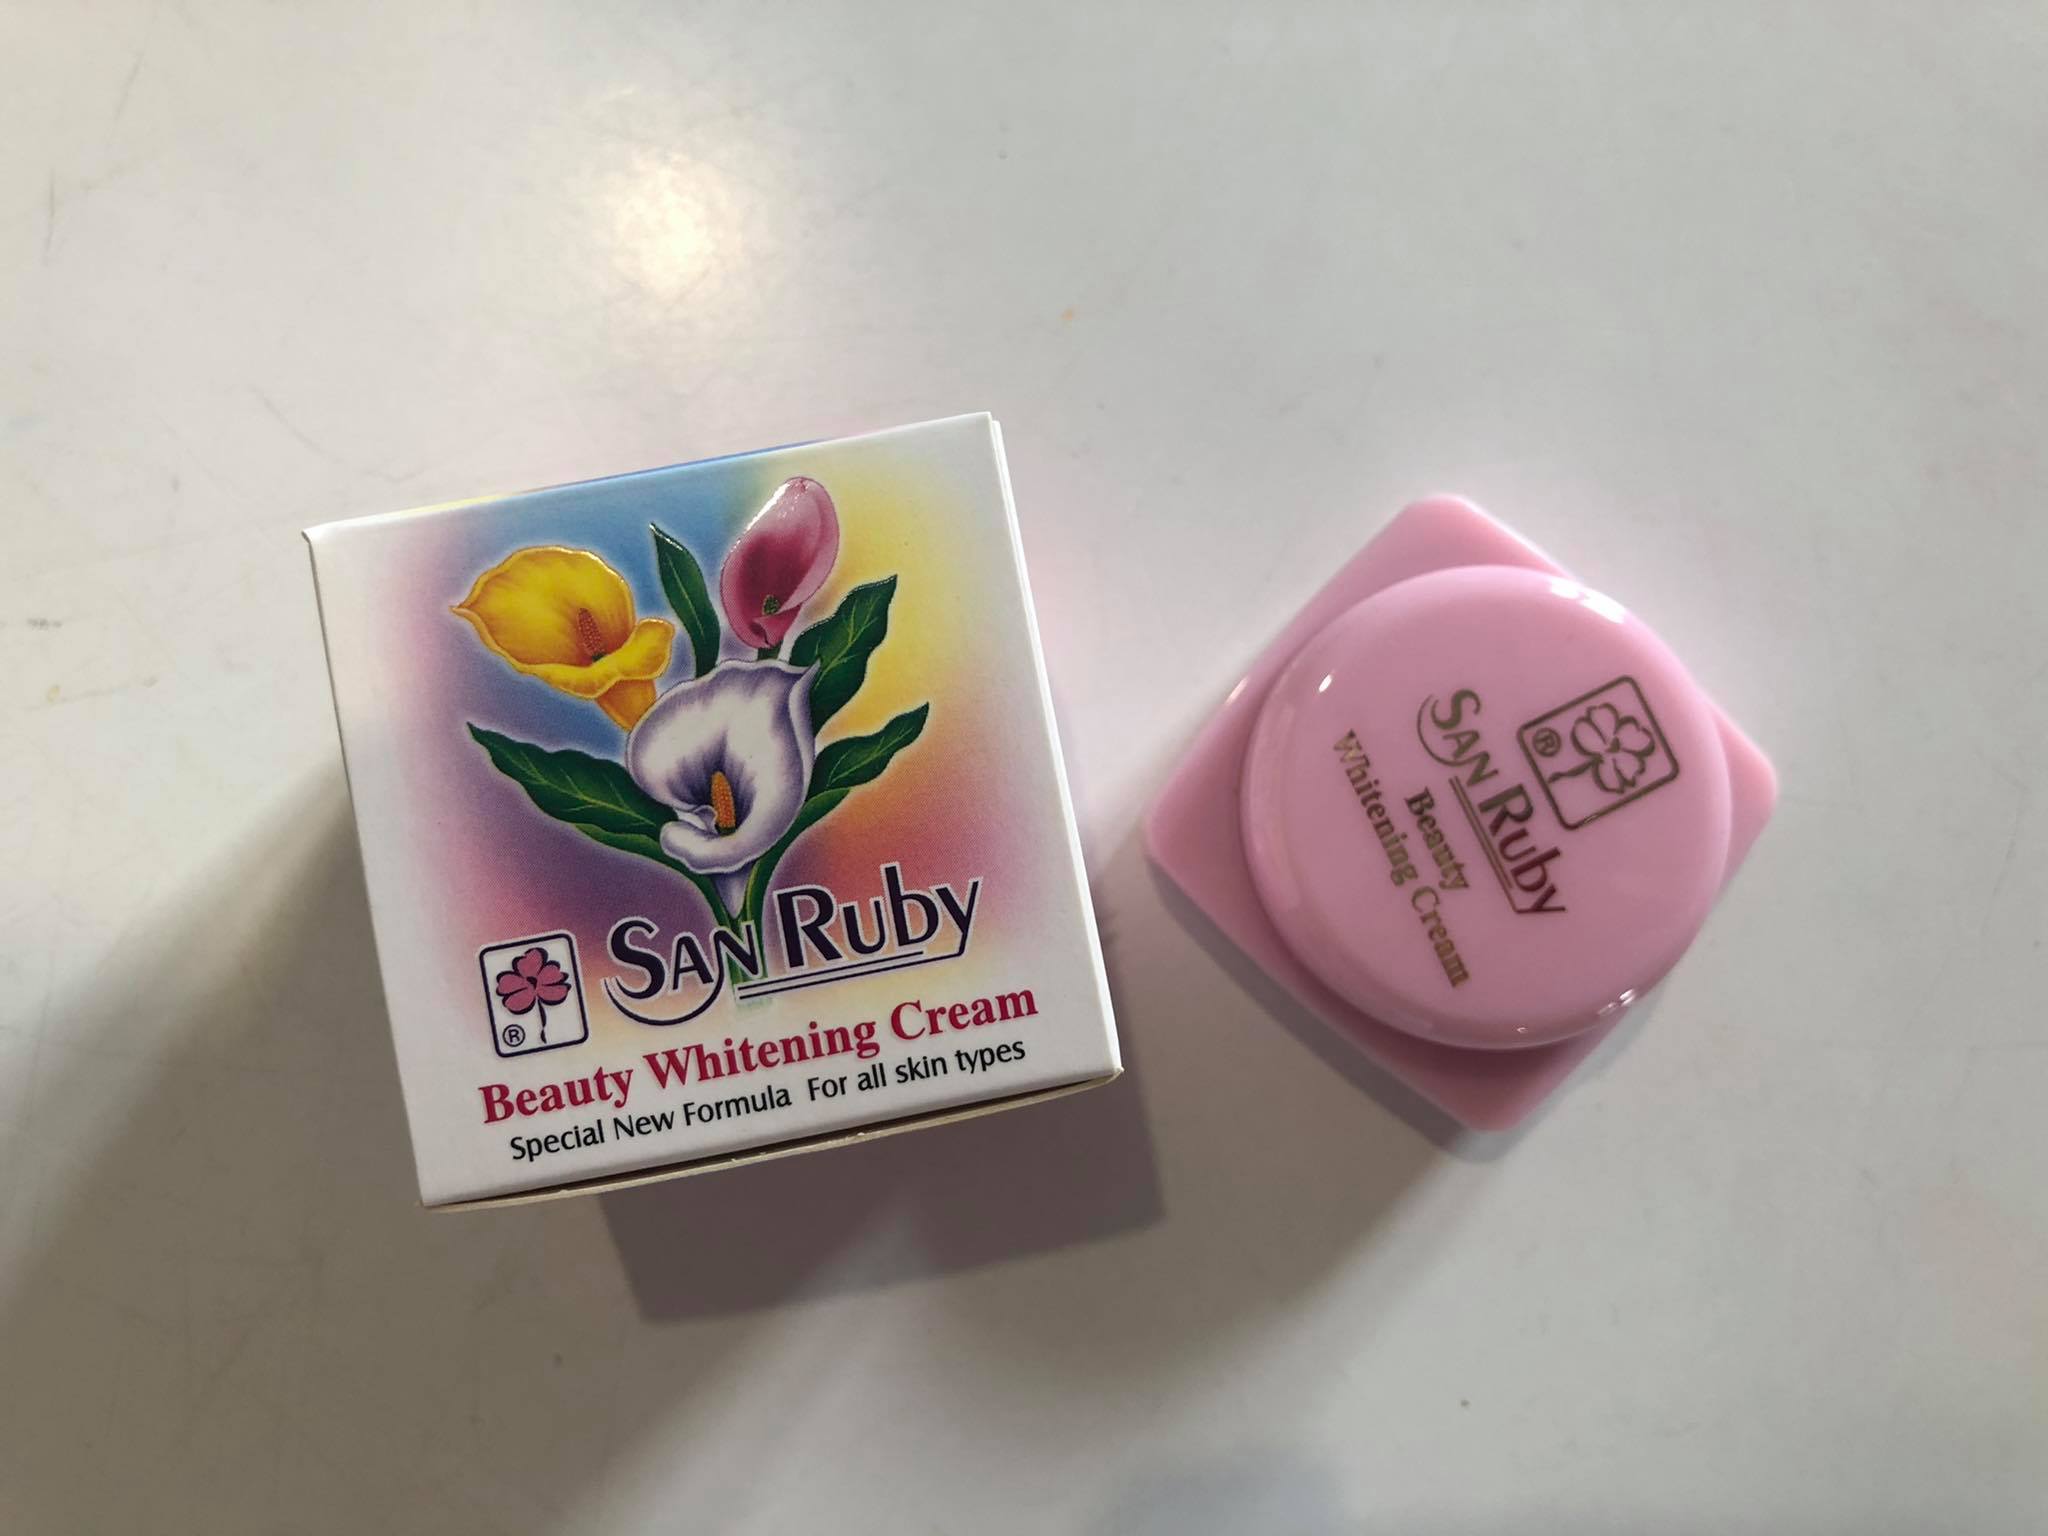 SAN RUby
®
Beauty Whitening Cream
Special New Formula For all skin types
®
SAN RUby
Beauty
Whitening Cream